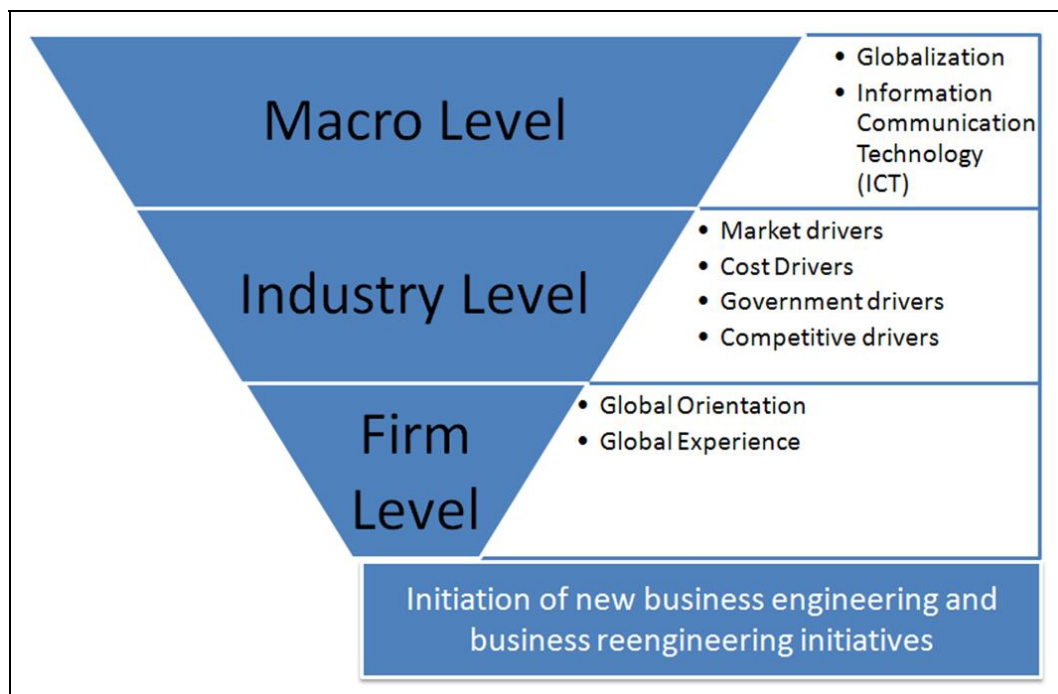 Macro Level
• Globalization
• Information
Communication
Technology
(ICT)
Industry Level
• Market drivers
• Cost Drivers
• Government drivers
• Competitive drivers
Firm
Level
• Global Orientation
• Global Experience
Initiation of new business engineering and
business reengineering initiatives